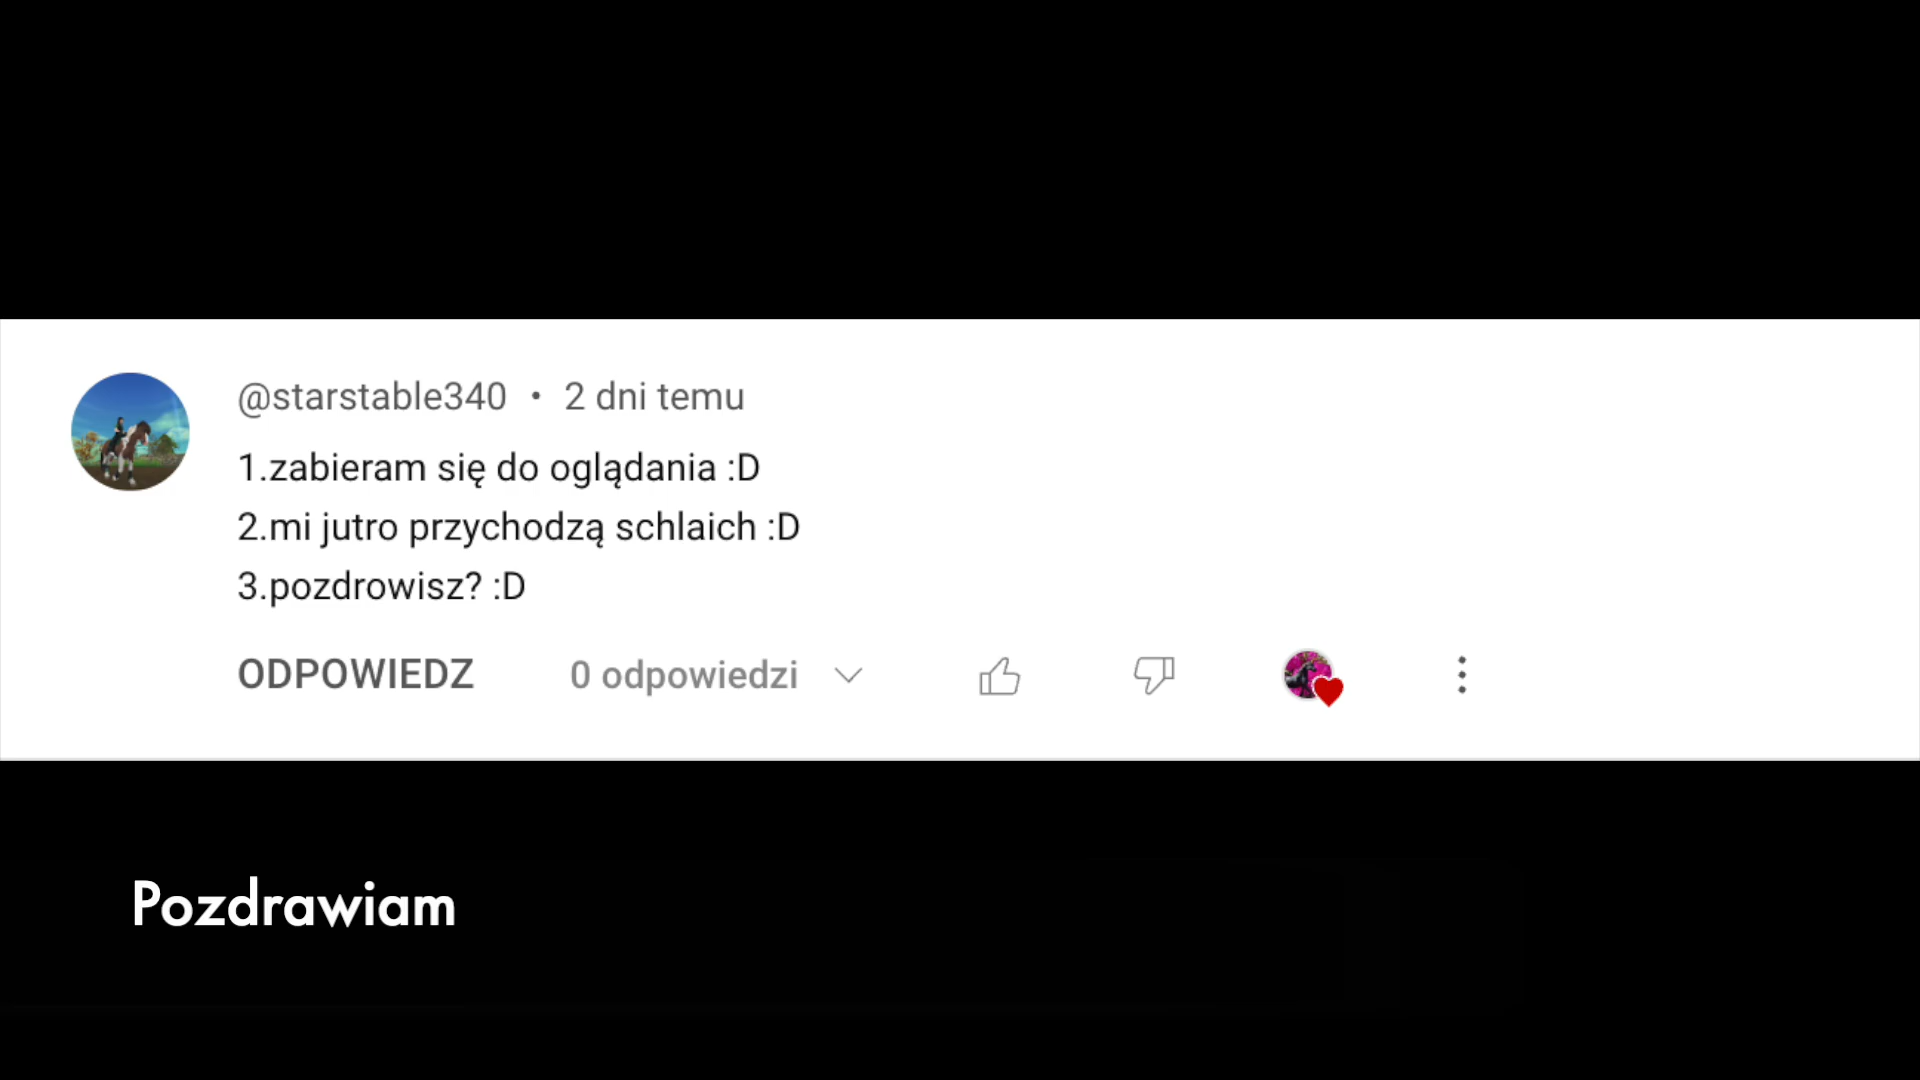 @starstable340 • 2 dni temu
1.zabieram się do oglądania :D
2.mi jutro przychodzą schlaich :D
3.pozdrowisz? :D
ODPOWIEDZ 0 odpowiedzi
Pozdrawiam